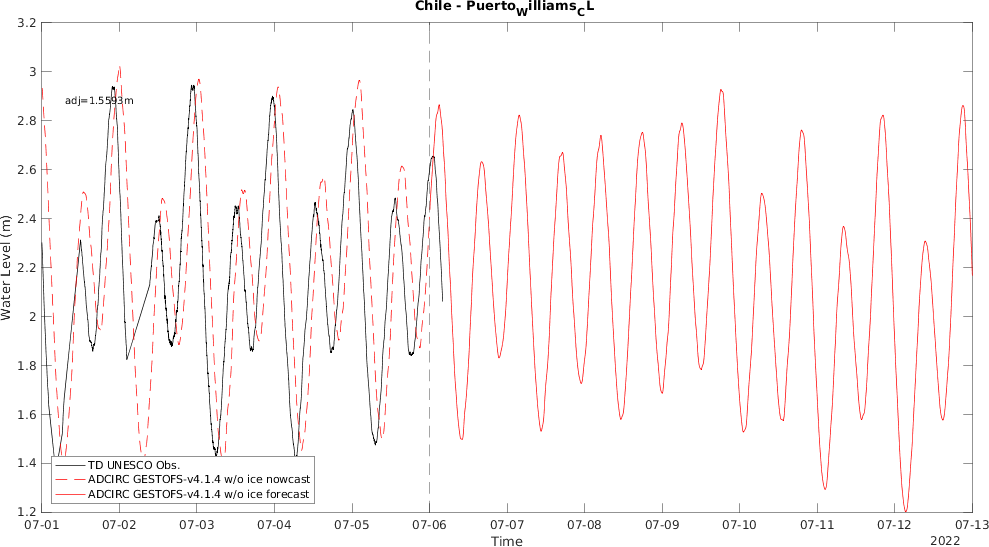 Chile - PuertoWilliamsCL
3.2
3
2.8
2.6
2.4
2.2
2
1.8
1.6
1.4
1.2
Water Level (m)
adj=1.5593m
TD UNESCO Obs.
ADCIRC GESTOFS-v4.1.4 w/o ice nowcast
ADCIRC GESTOFS-v4.1.4 w/o ice forecast
07-01 07-02 07-03 07-04 07-05 07-06 07-07 07-08 07-09 07-10 07-11 07-12 07-13
Time
2022